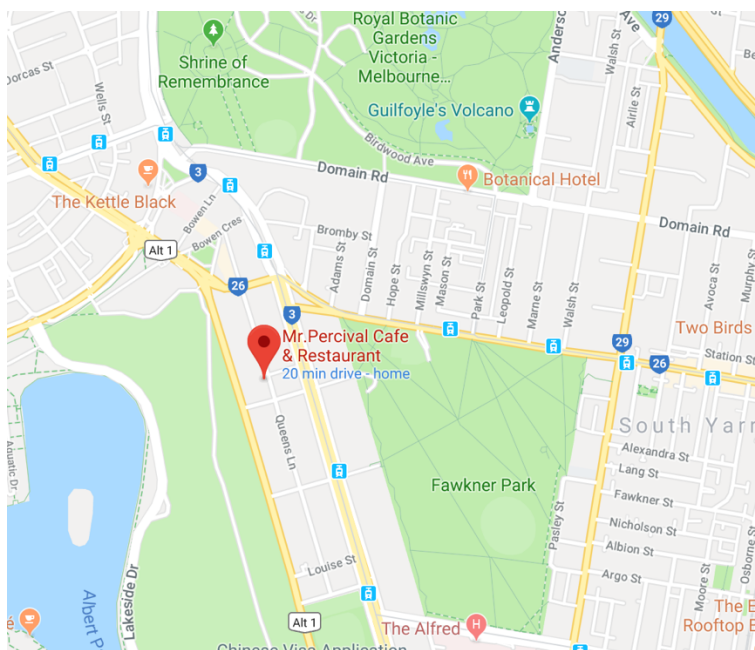 Royal Botanic
Gardens
Victoria -
Melbourne...
Shrine of
Remembrance
Dorcas St
Wells St
Guilfoyle's Volcano
Birdwood Ave
Anderson
Walsh St
Airlie St
Ave
29
3
Domain Rd
Botanical Hotel
The Kettle Black
Bowen Ln
Bowen Cres
Alt 1
26
Bromby St
Adams St
Domain St
Hope St
Millswyn St
Mason St
Park St
Leopold St
Marne St
Walsh St
Domain Rd
Avoca St
Murphy St
3
Mr.Percival Cafe
& Restaurant
20 min drive - home
Two Birds
29
Station St
26
South Yarr
Queens Ln
Alexandra St
Lang St
Fawkner St
Nicholson St
Albion St
Argo St
Pasley St
Moore St
Osborne St
Fawkner Park
Aquatic Dr
Lakeside Dr
Albert P
Louise St
Alt 1
The Alfred
H
Rooftop B
Chinese Visa Application